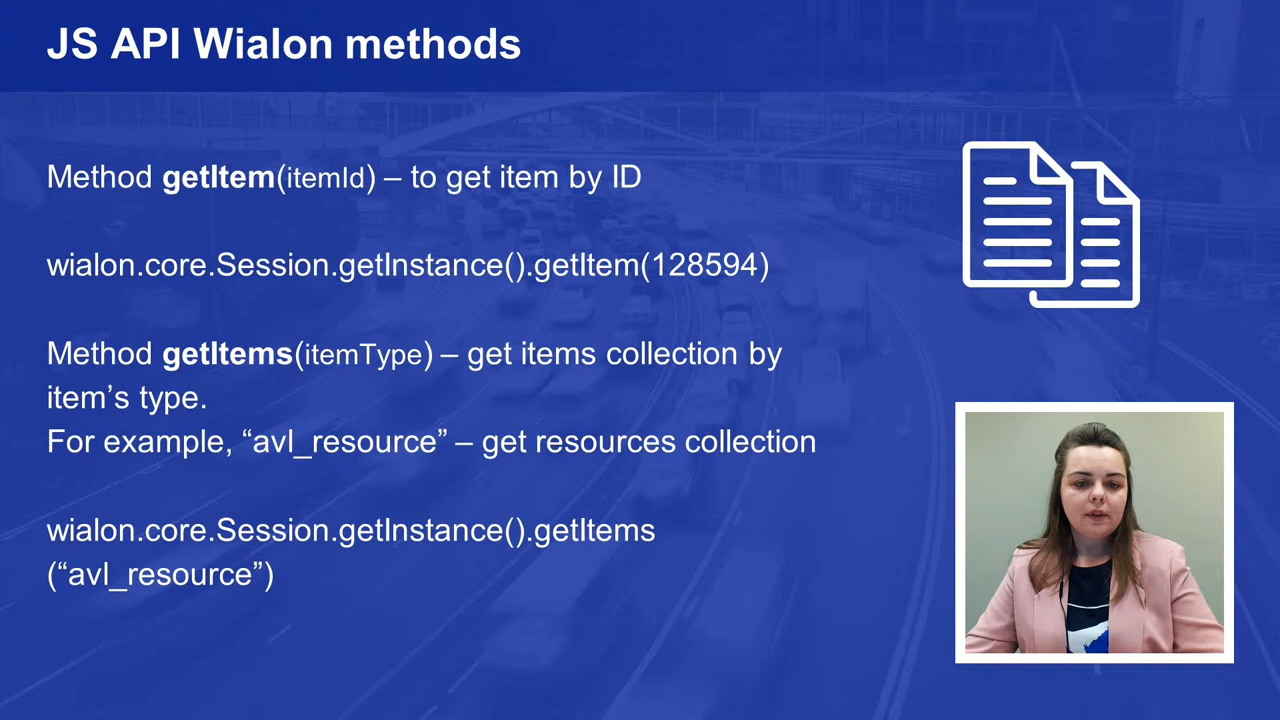 JS API Wialon methods
Method getItem(itemId) – to get item by ID
wialon.core.Session.getInstance().getItem(128594)
Method getItems(itemType) – get items collection by
item’s type.
For example, “avl_resource” – get resources collection
wialon.core.Session.getInstance().getItems
(“avl_resource”)